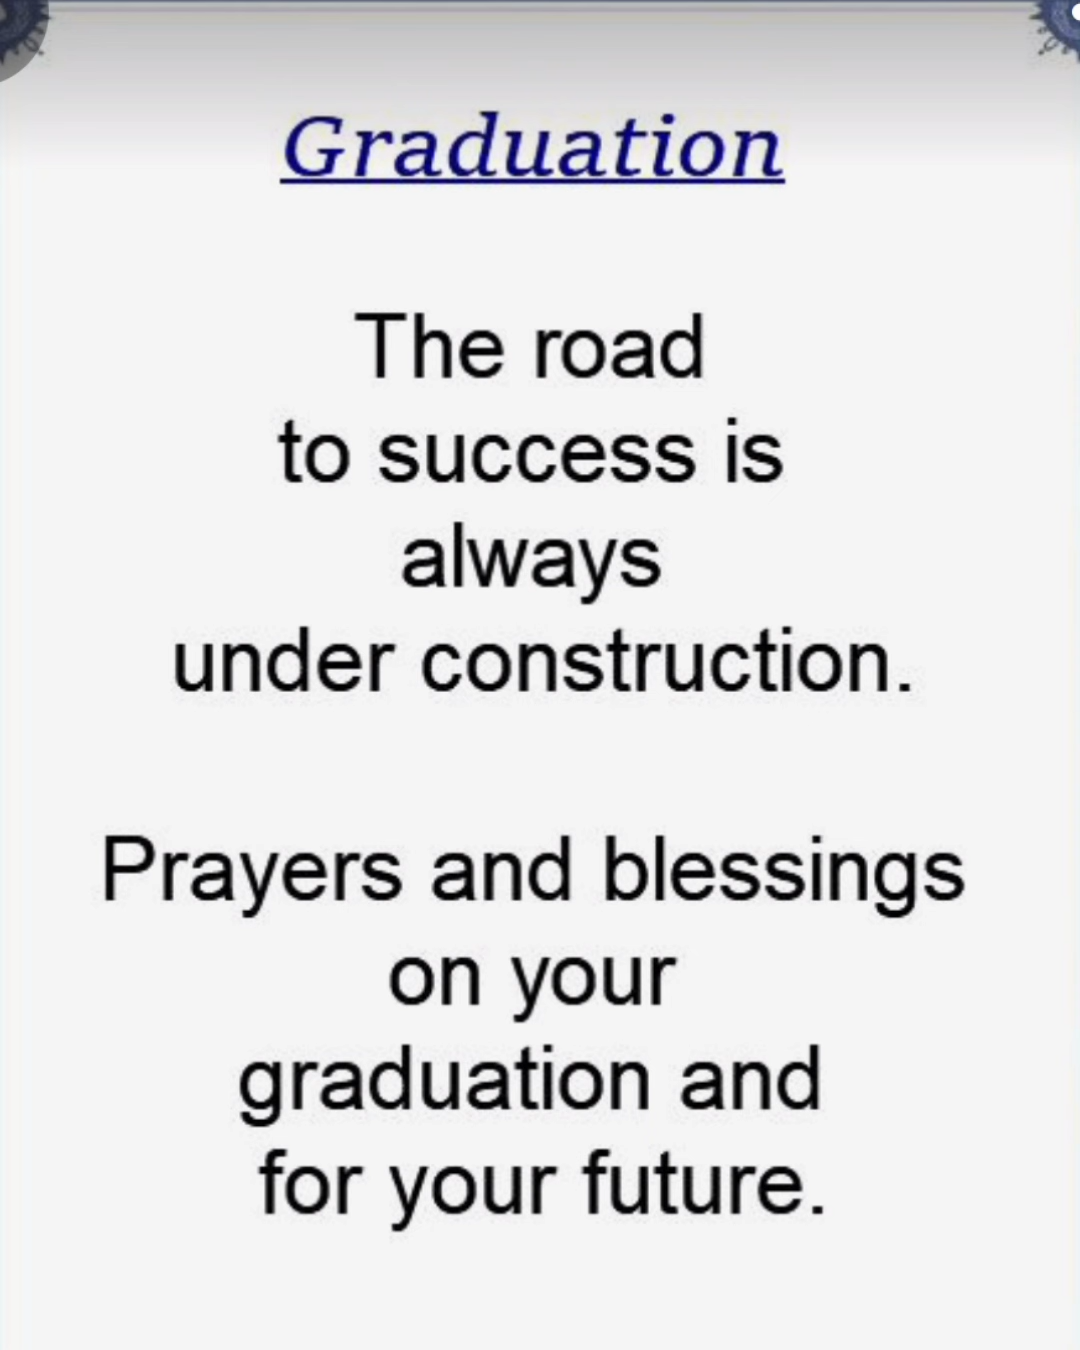 Graduation
The road
to success is
always
under construction.
Prayers and blessings
on your
graduation and
for your future.